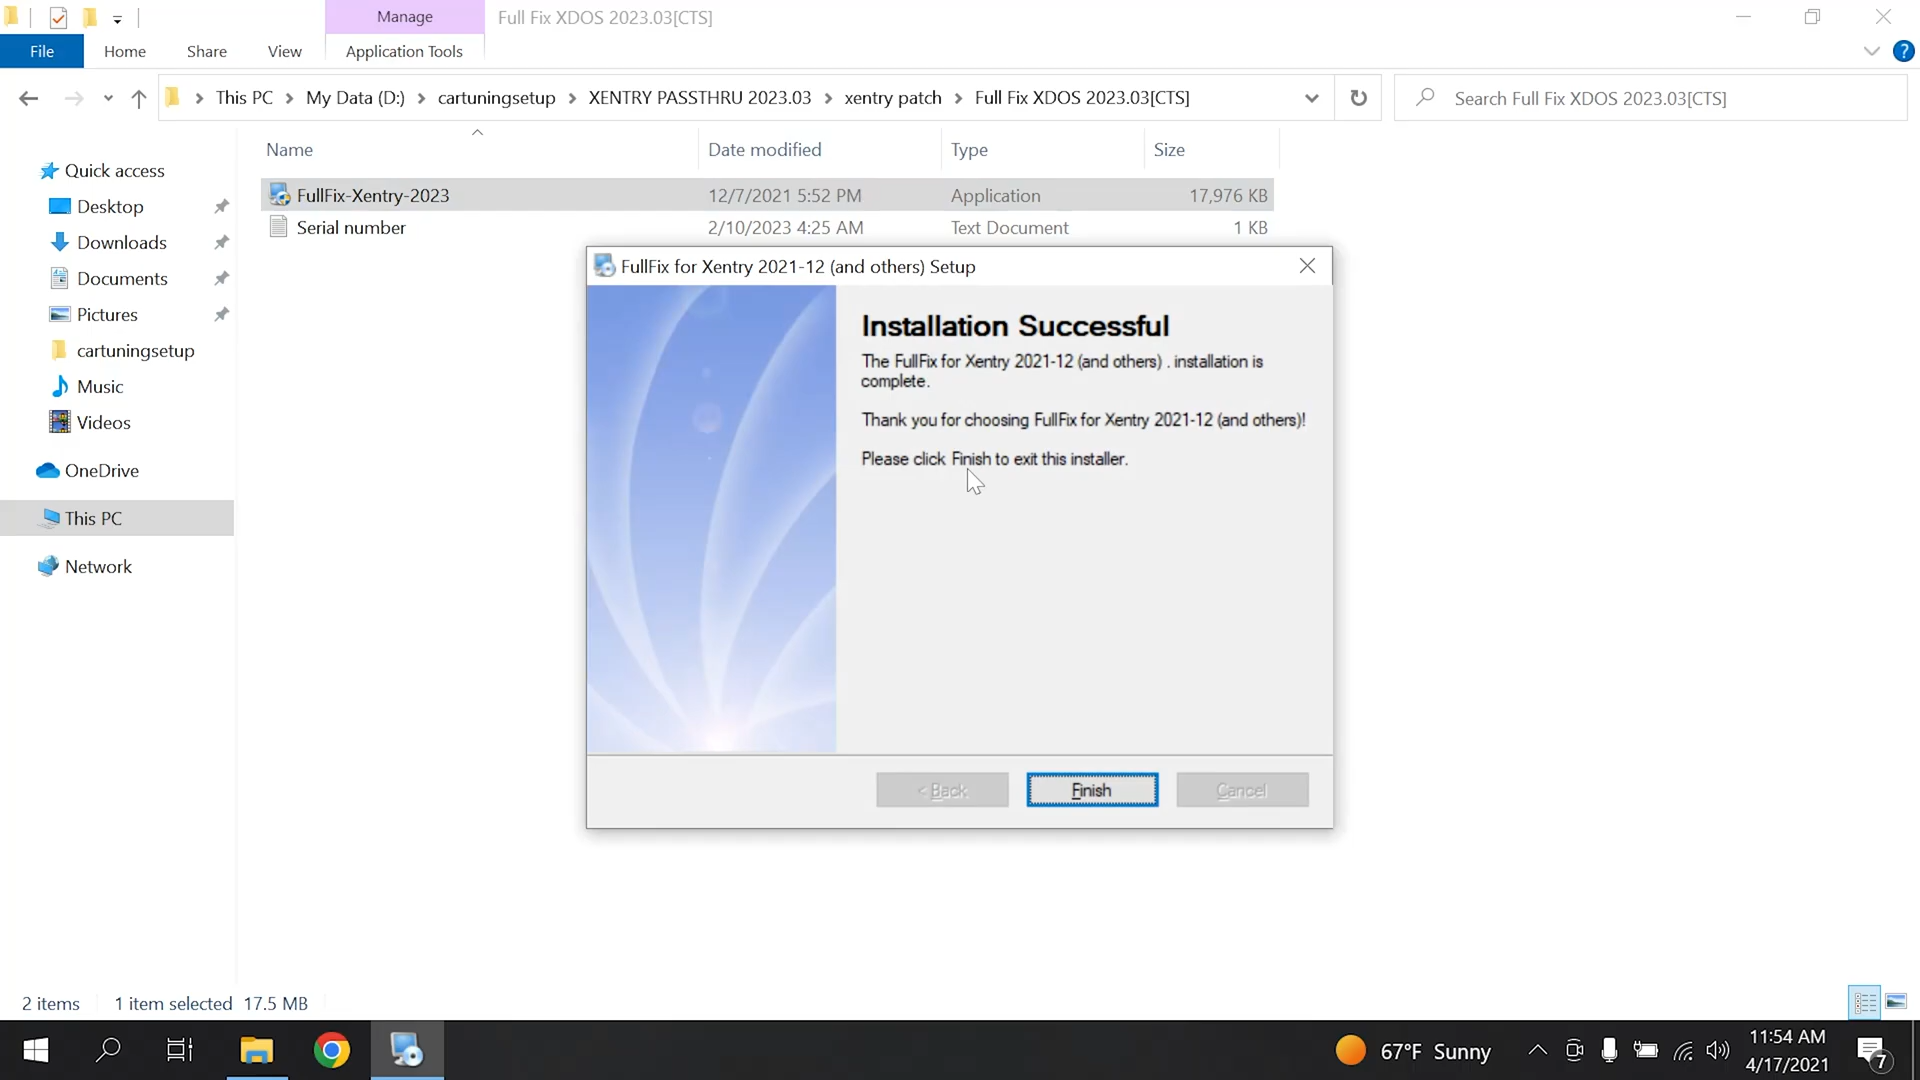 Manage
Full Fix XDOS 2023.03[CTS]
File
Home
Share
View
Application Tools
?
This PC
My Data (D:)
cartuningsetup
XENTRY PASSTHRU 2023.03
xentry patch
Full Fix XDOS 2023.03[CTS]
Search Full Fix XDOS 2023.03[CTS]
Name
Date modified
Type
Size
Quick access
Desktop
Downloads
Documents
Pictures
cartuningsetup
Music
Videos
OneDrive
This PC
Network
FullFix-Xentry-2023
12/7/2021 5:52 PM
Application
17,976 KB
Serial number
2/10/2023 4:25 AM
Text Document
1 KB
FullFix for Xentry 2021-12 (and others) Setup
Installation Successful
The FullFix for Xentry 2021-12 (and others) . installation is
complete.
Thank you for choosing FullFix for Xentry 2021-12 (and others)!
Please click Finish to exit this installer.
< Back
Finish
Cancel
2 items
1 item selected 17.5 MB
67°F Sunny
11:54 AM
4/17/2021
7